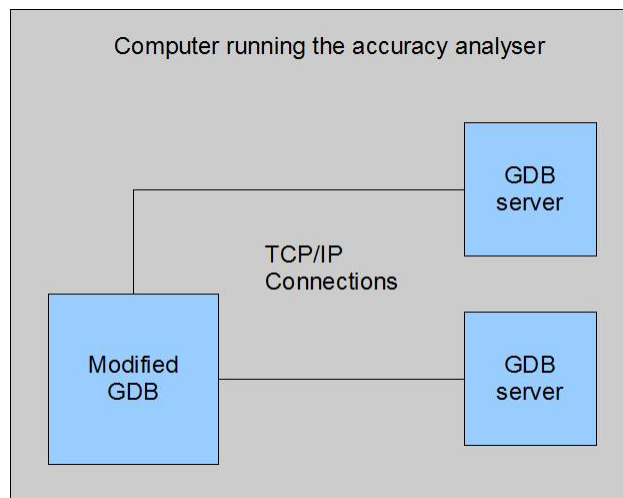 Computer running the accuracy analyser
GDB
server
TCP/IP
Connections
Modified
GDB
GDB
server